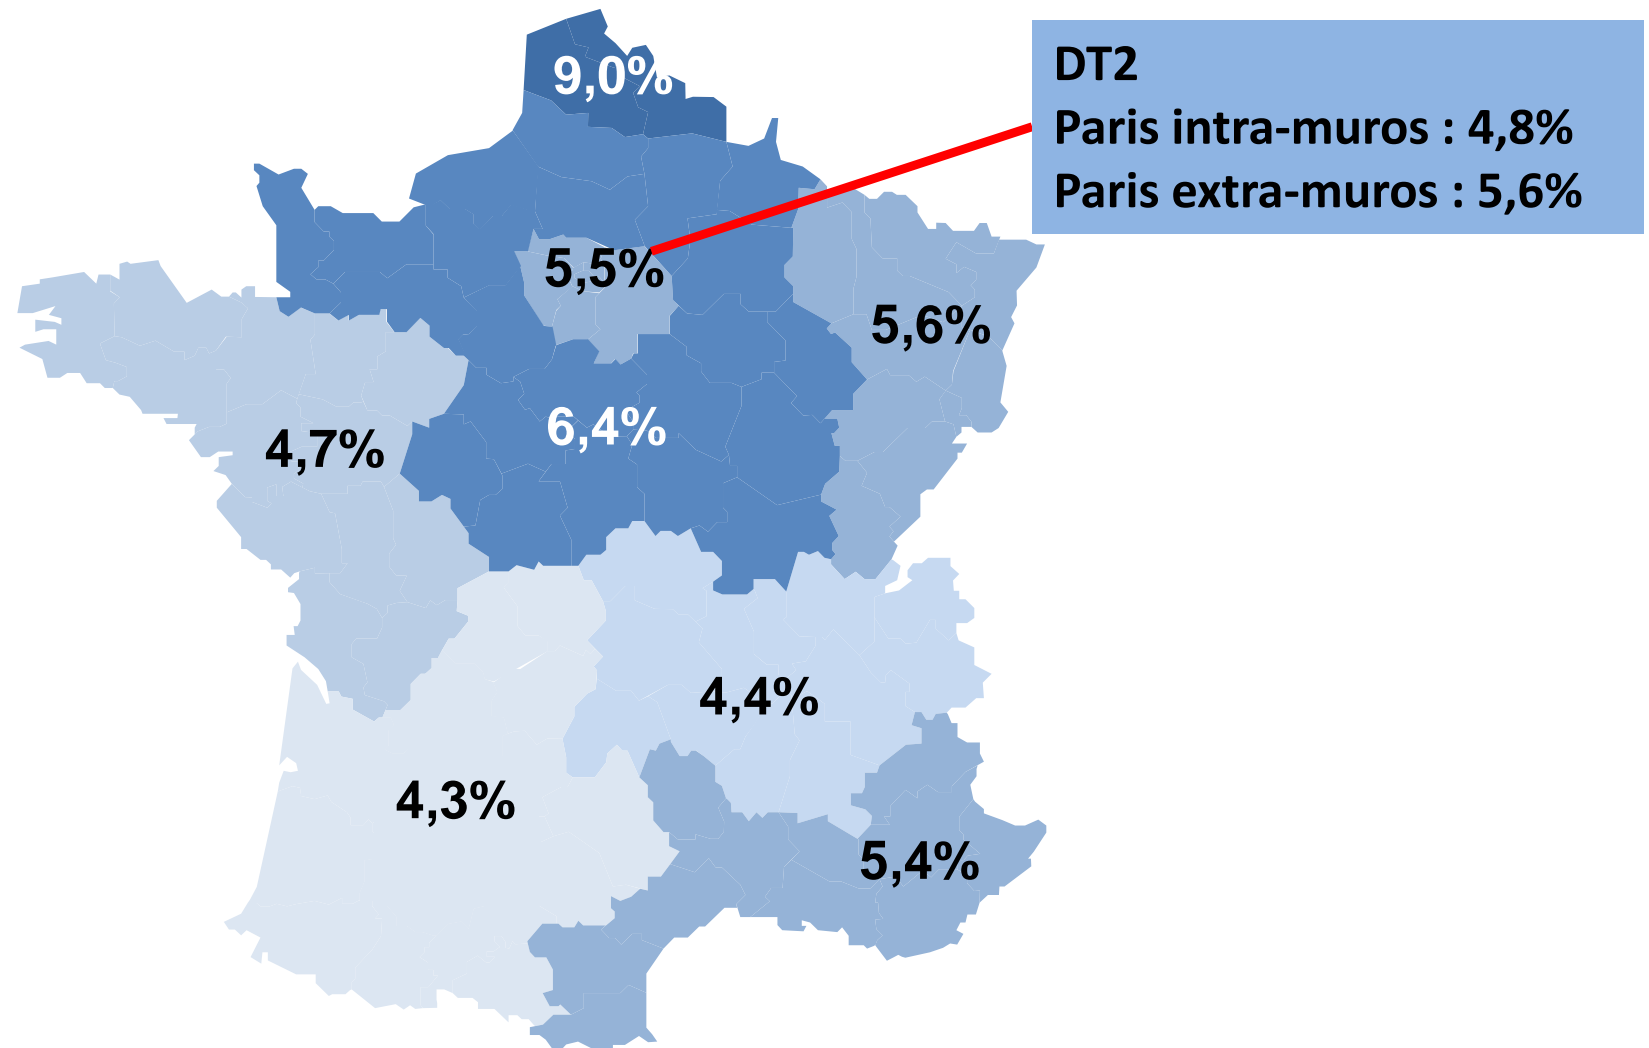 9,0%
DT2
Paris intra-muros : 4,8%
Paris extra-muros : 5,6%
5,5%
5,6%
6,4%
4,7%
4,4%
4,3%
5,4%